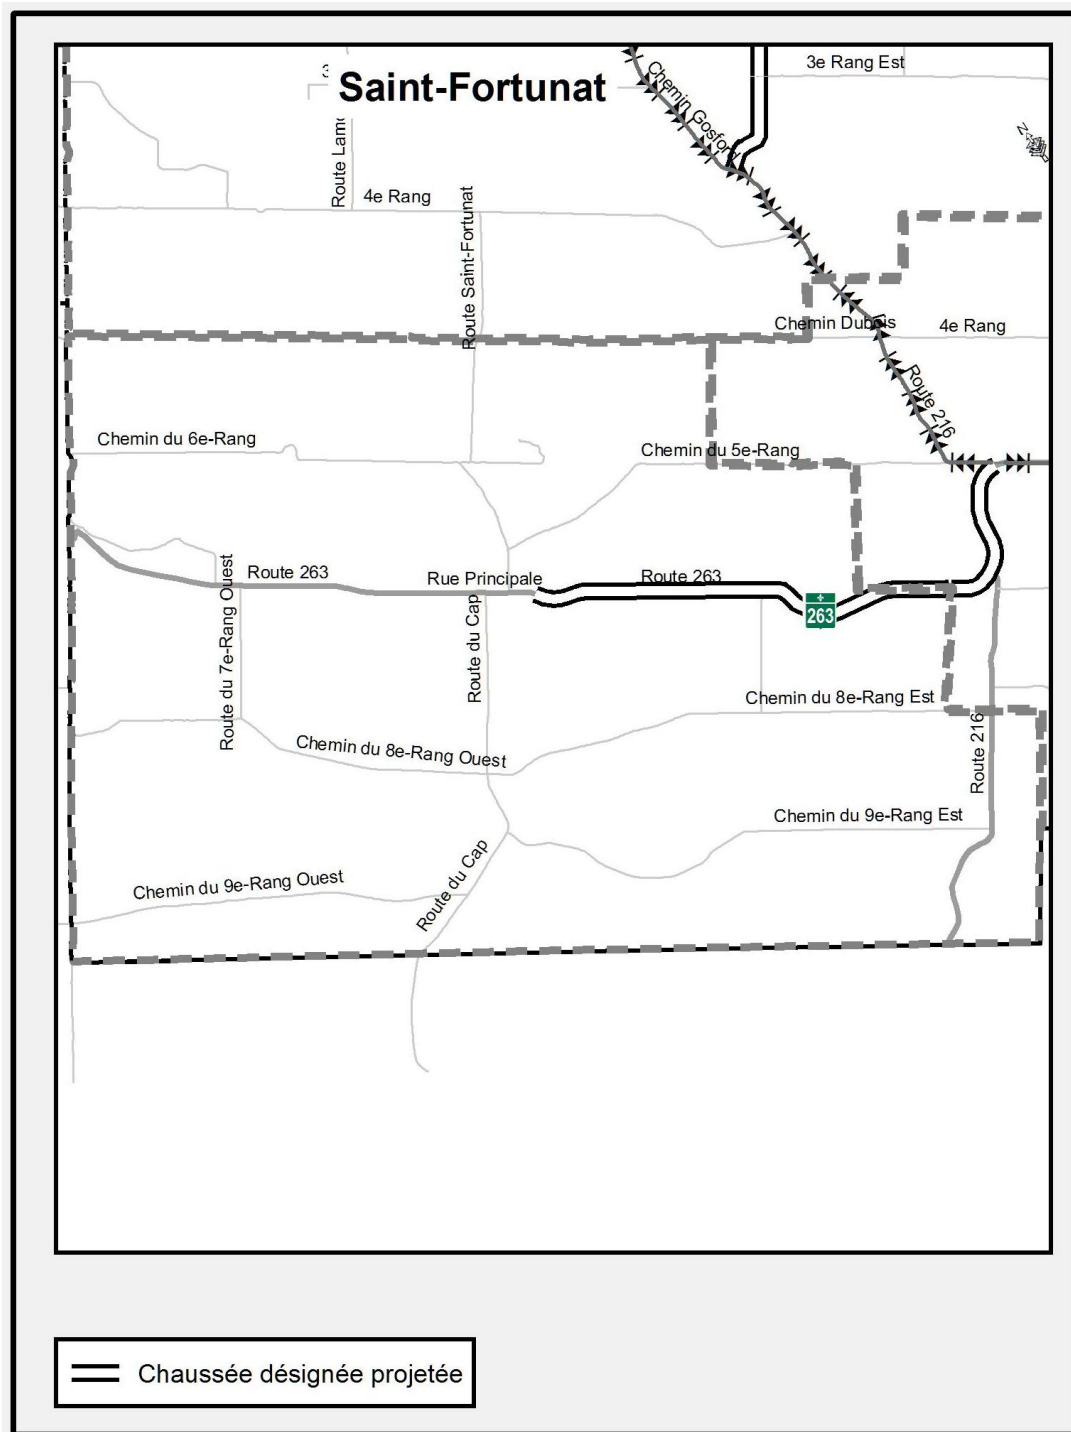 3e Rang Est
Saint-Fortunat
Chemin Gosford
4e Rang
Route Saint-Fortunat
Chemin Dubois
4e Rang
Route 216
Chemin du 6e-Rang
Chemin du 5e-Rang
Route 263
Rue Principale
Route 263
263
Route du 7e-Rang Ouest
Route du Cap
Chemin du 8e-Rang Est
Route 216
Chemin du 8e-Rang Ouest
Chemin du 9e-Rang Est
Route du Cap
Chemin du 9e-Rang Ouest
Chaussée désignée projetée